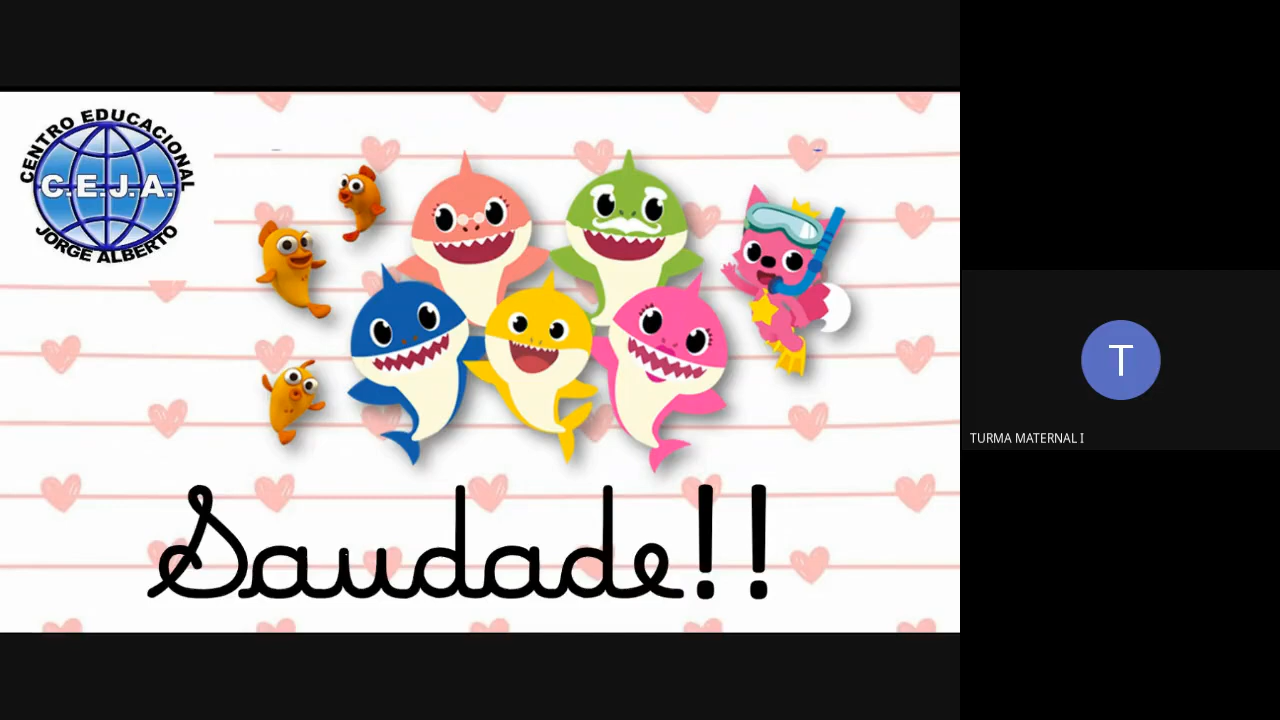 CENTRO EDUCACIONAL
C.E.J.A.
JORGE ALBERTO
Saudade!!
T
TURMA MATERNAL I